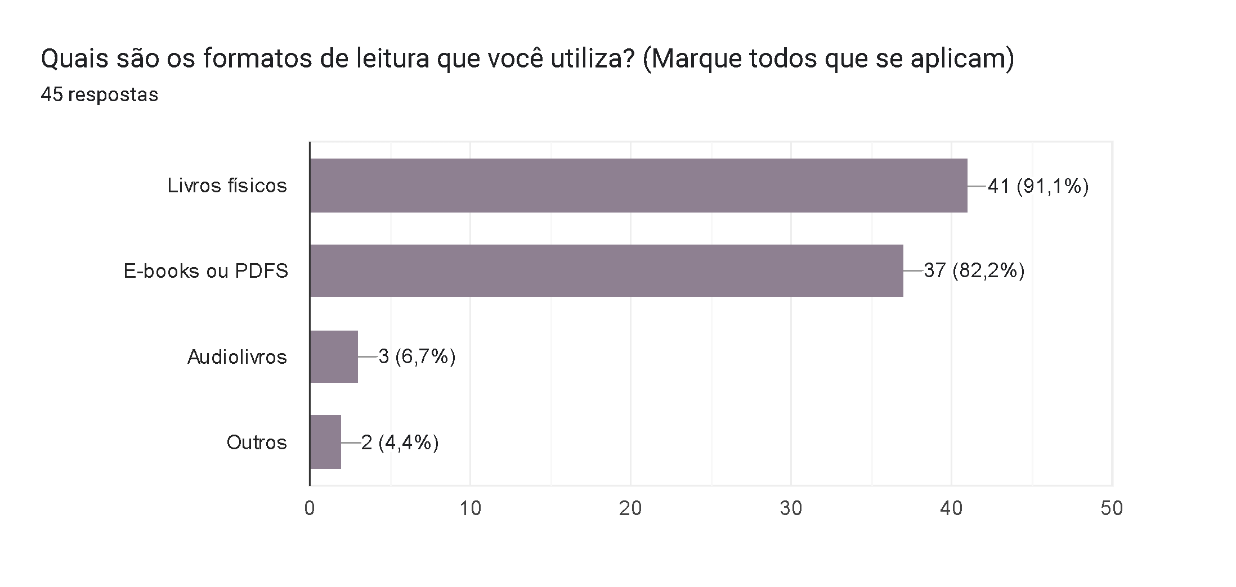 Quais são os formatos de leitura que você utiliza? (Marque todos que se aplicam)
45 respostas
Livros físicos
41 (91,1%)
E-books ou PDFS
37 (82,2%)
Audiolivros
3 (6,7%)
Outros
2 (4,4%)
0 10 20 30 40 50